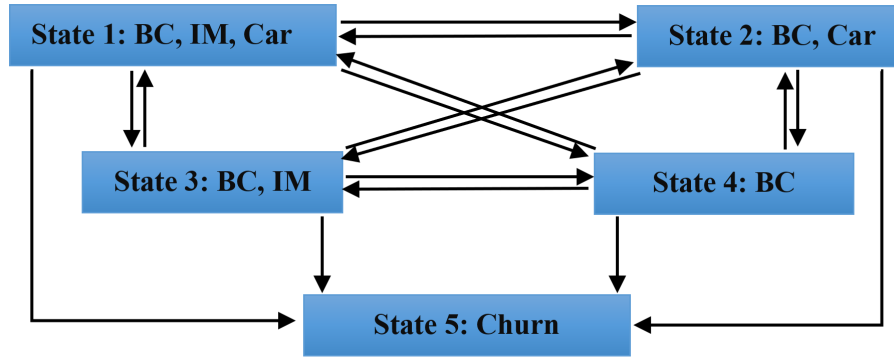 State 1: BC, IM, Car
State 2: BC, Car
State 3: BC, IM
State 4: BC
State 5: Churn